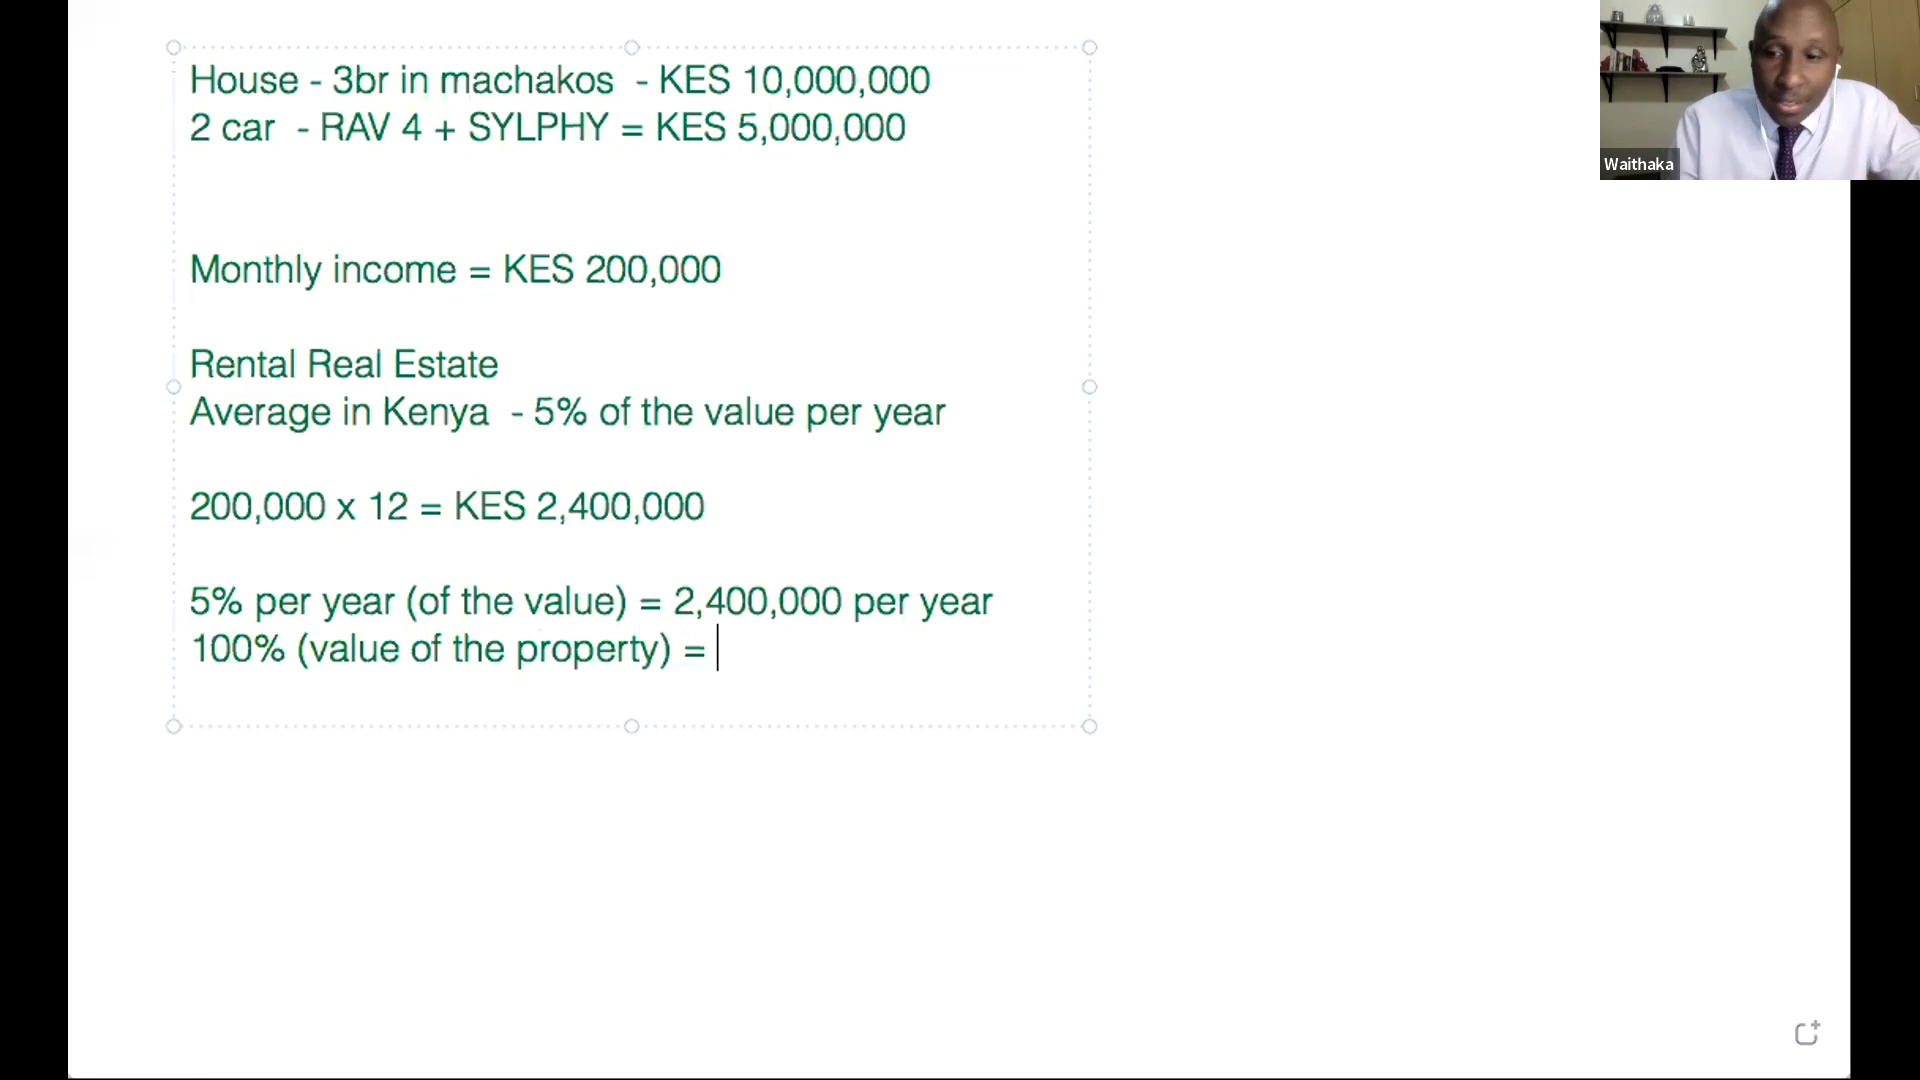 House - 3br in machakos - KES 10,000,000
2 car - RAV 4 + SYLPHY = KES 5,000,000
Monthly income = KES 200,000
Rental Real Estate
Average in Kenya - 5% of the value per year
200,000 x 12 = KES 2,400,000
5% per year (of the value) = 2,400,000 per year
100% (value of the property) =
Waithaka